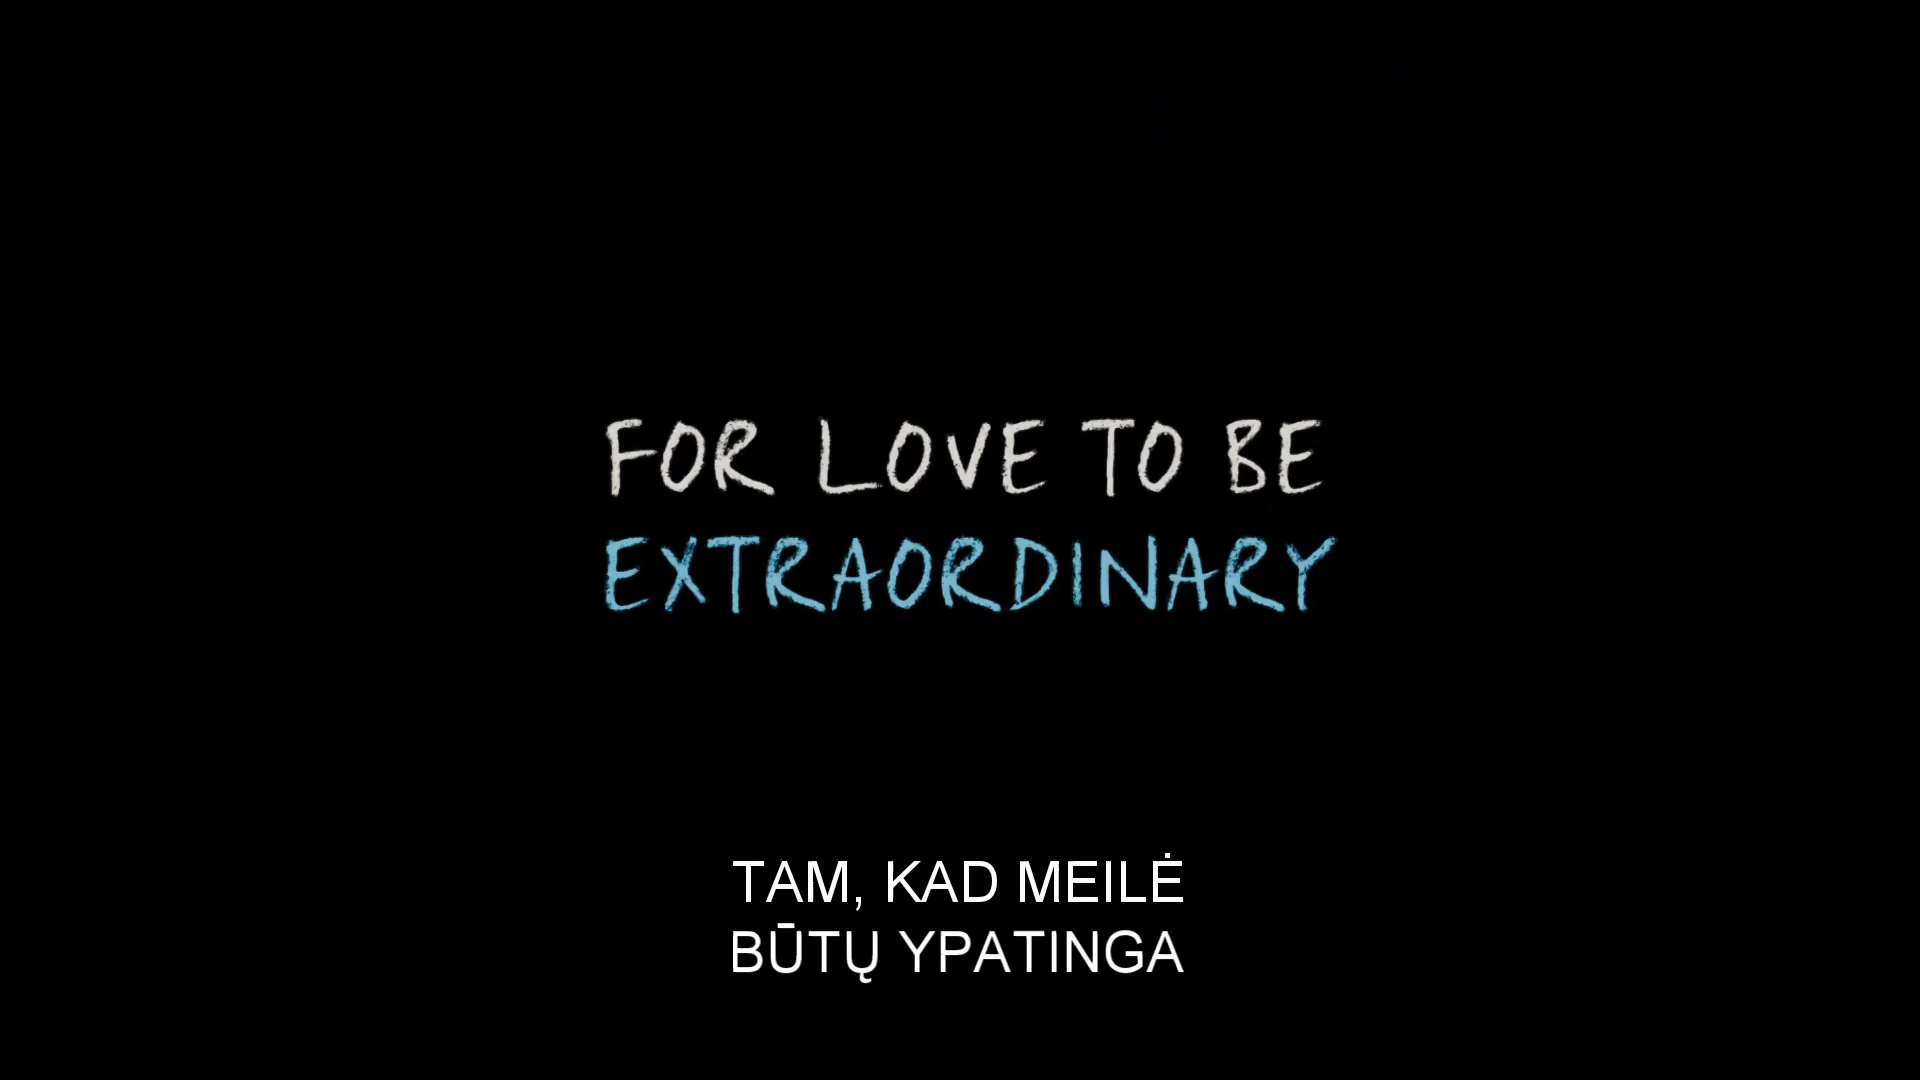 FOR LOVE TO BE
EXTRAORDINARY
TAM, KAD MEILĖ
BŪTŲ YPATINGA